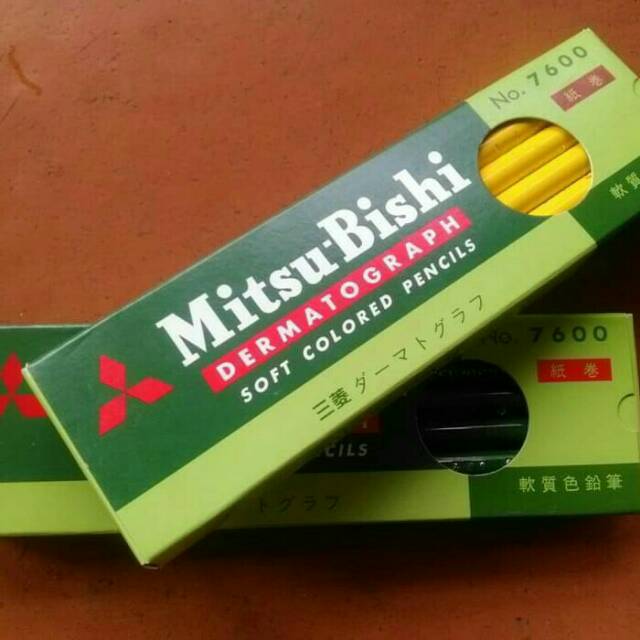 No. 7600
紙巻
Mitsu-Bishi
DERMATOGRAPH
SOFT COLORED PENCILS
三菱ダーマトグラフ
軟質
No. 7600
紙巻
CILS
トグラフ
軟質色鉛筆